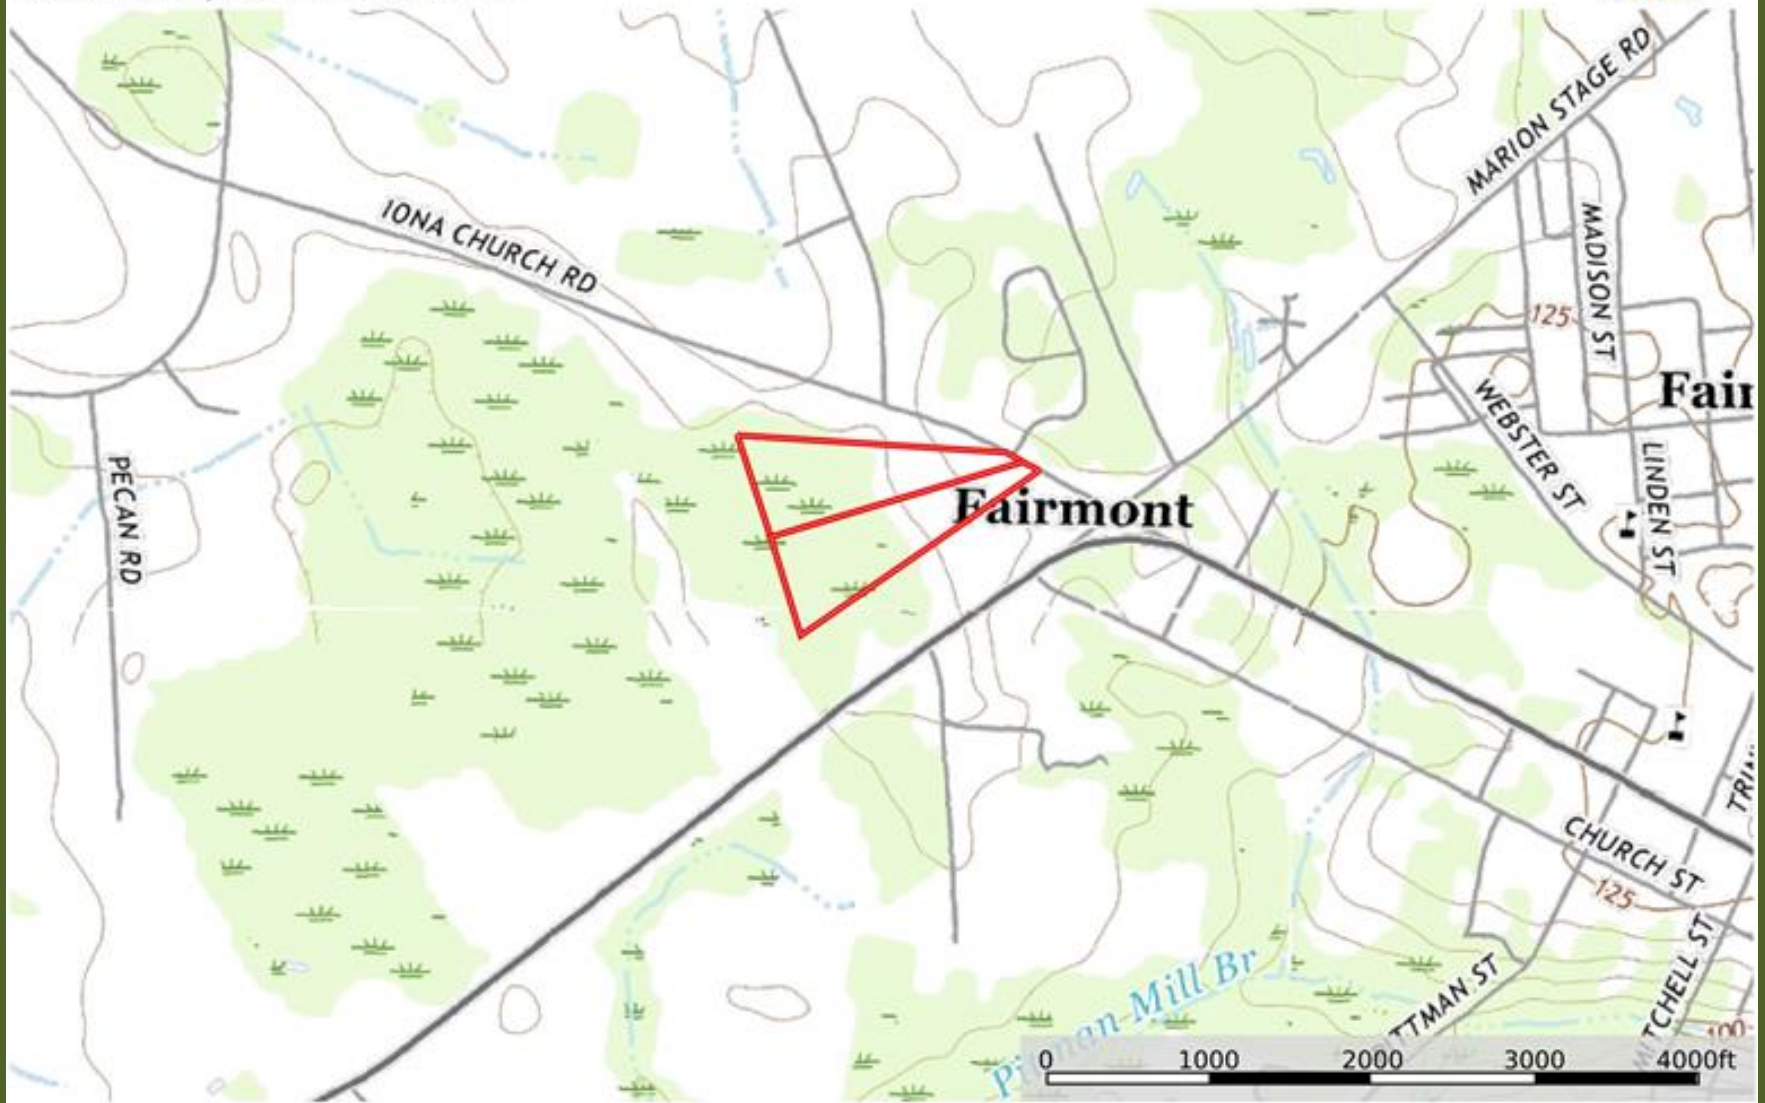 MARION STAGE RD
IONA CHURCH RD
MADISON ST
125
Fair
WEBSTER ST
LINDEN ST
PECAN RD
Fairmont
CHURCH ST
125
Mill Br
TTMAN ST
TCHELL ST
100
0 1000 2000 3000 4000ft